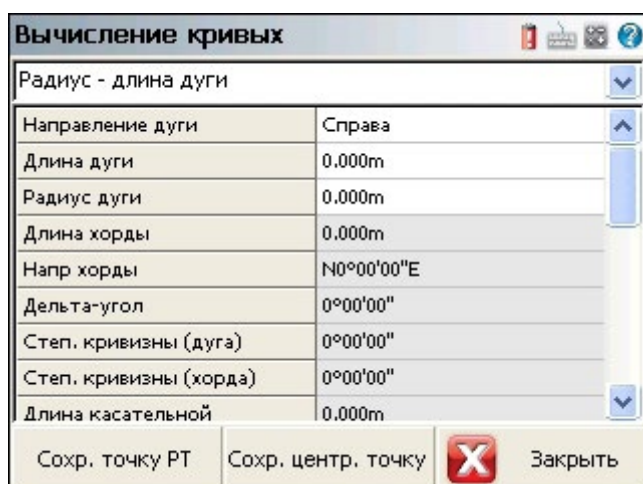 Вычисление кривых
Радиус - длина дуги
Направление дуги Справа
Длина дуги 0.000m
Радиус дуги 0.000m
Длина хорды 0.000m
Напр хорды N0°00'00"E
Дельта-угол 0°00'00"
Степ. кривизны (дуга) 0°00'00"
Степ. кривизны (хорда) 0°00'00"
Длина касательной 0.000m
Сохр. точку PT Сохр. центр. точку Закрыть